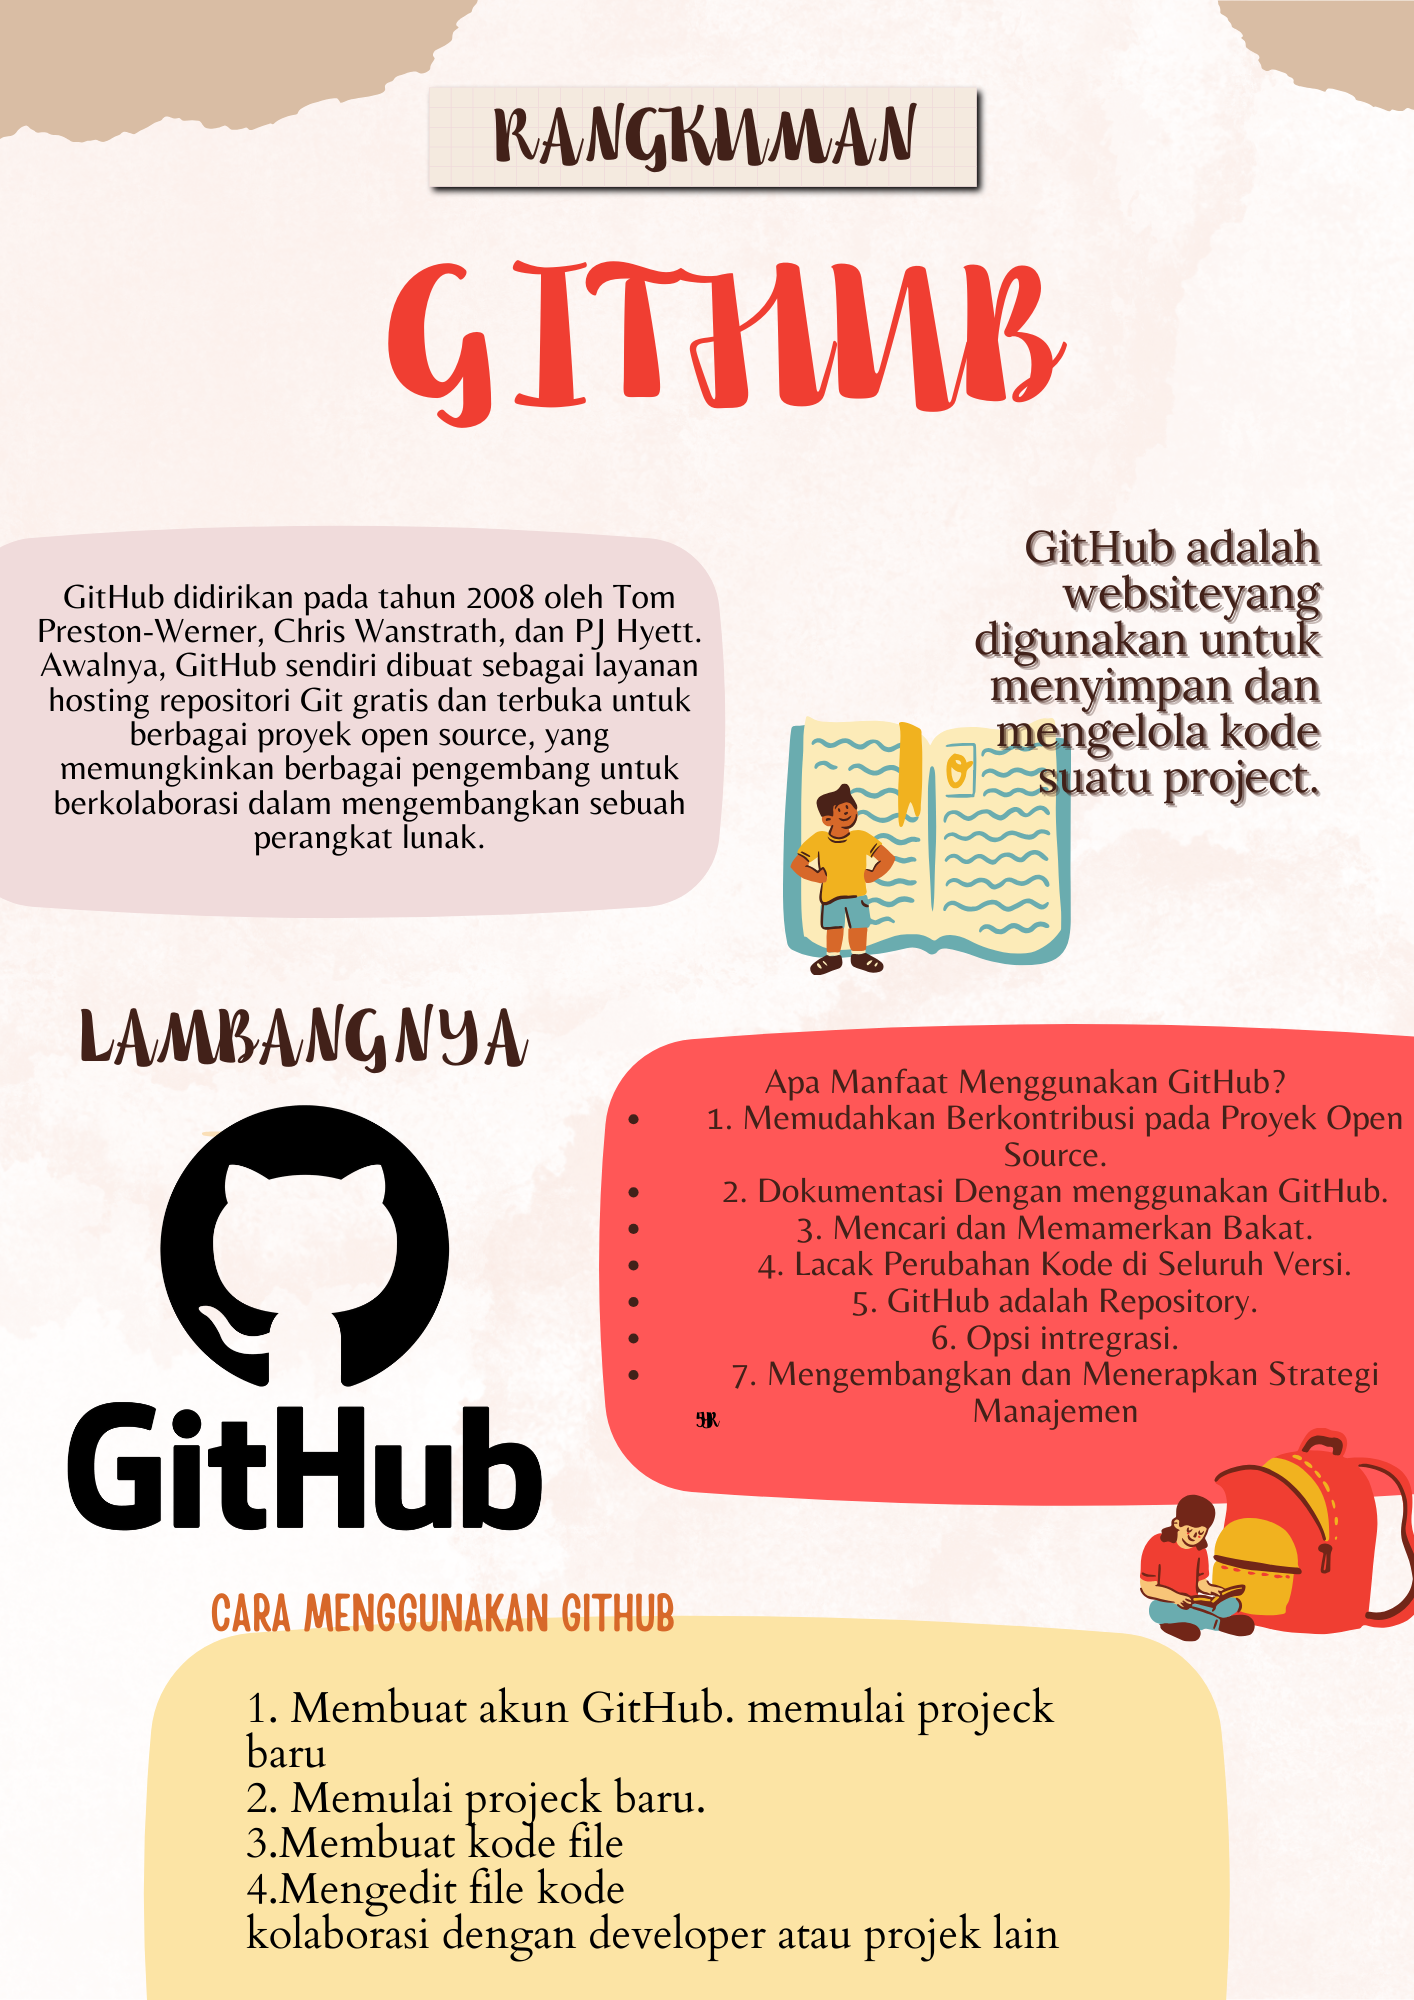 RANGKUMAN
GITHUB
GitHub didirikan pada tahun 2008 oleh Tom
Preston-Werner, Chris Wanstrath, dan PJ Hyett.
Awalnya, GitHub sendiri dibuat sebagai layanan
hosting repositori Git gratis dan terbuka untuk
berbagai proyek open source, yang
memungkinkan berbagai pengembang untuk
berkolaborasi dalam mengembangkan sebuah
perangkat lunak.
GitHub adalah
websiteyang
digunakan untuk
menyimpan dan
mengelola kode
suatu project.
LAMBANGNYA
GitHub
Apa Manfaat Menggunakan GitHub?
• 1. Memudahkan Berkontribusi pada Proyek Open
Source.
• 2. Dokumentasi Dengan menggunakan GitHub.
• 3. Mencari dan Memamerkan Bakat.
• 4. Lacak Perubahan Kode di Seluruh Versi.
• 5. GitHub adalah Repository.
• 6. Opsi intregrasi.
• 7. Mengembangkan dan Menerapkan Strategi
Manajemen
CARA MENGGUNAKAN GITHUB
1. Membuat akun GitHub. memulai projeck
baru
2. Memulai projeck baru.
3.Membuat kode file
4.Mengedit file kode
kolaborasi dengan developer atau projek lain